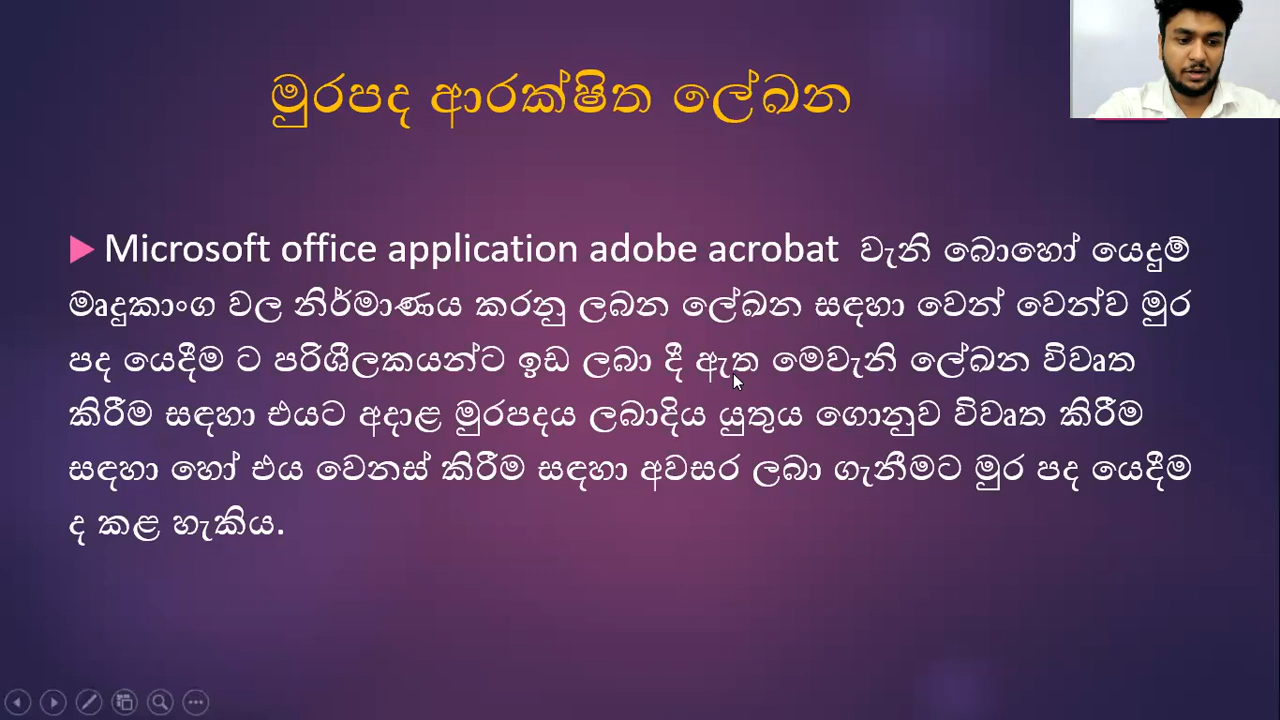 මුරපද ආරක්ෂිත ලේඛන
Microsoft office application adobe acrobat වැනි බොහෝ යෙදුම්
මෘදුකාංග වල නිර්මාණය කරනු ලබන ලේඛන සඳහා වෙන් වෙන්ව මුර
පද යෙදීම ට පරිශීලකයන්ට ඉඩ ලබා දී ඇත මෙවැනි ලේඛන විවෘත
කිරීම සඳහා එයට අදාළ මුරපදය ලබාදිය යුතුය ගොනුව විවෘත කිරීම
සඳහා හෝ එය වෙනස් කිරීම සඳහා අවසර ලබා ගැනීමට මුර පද යෙදීම
ද කළ හැකිය.